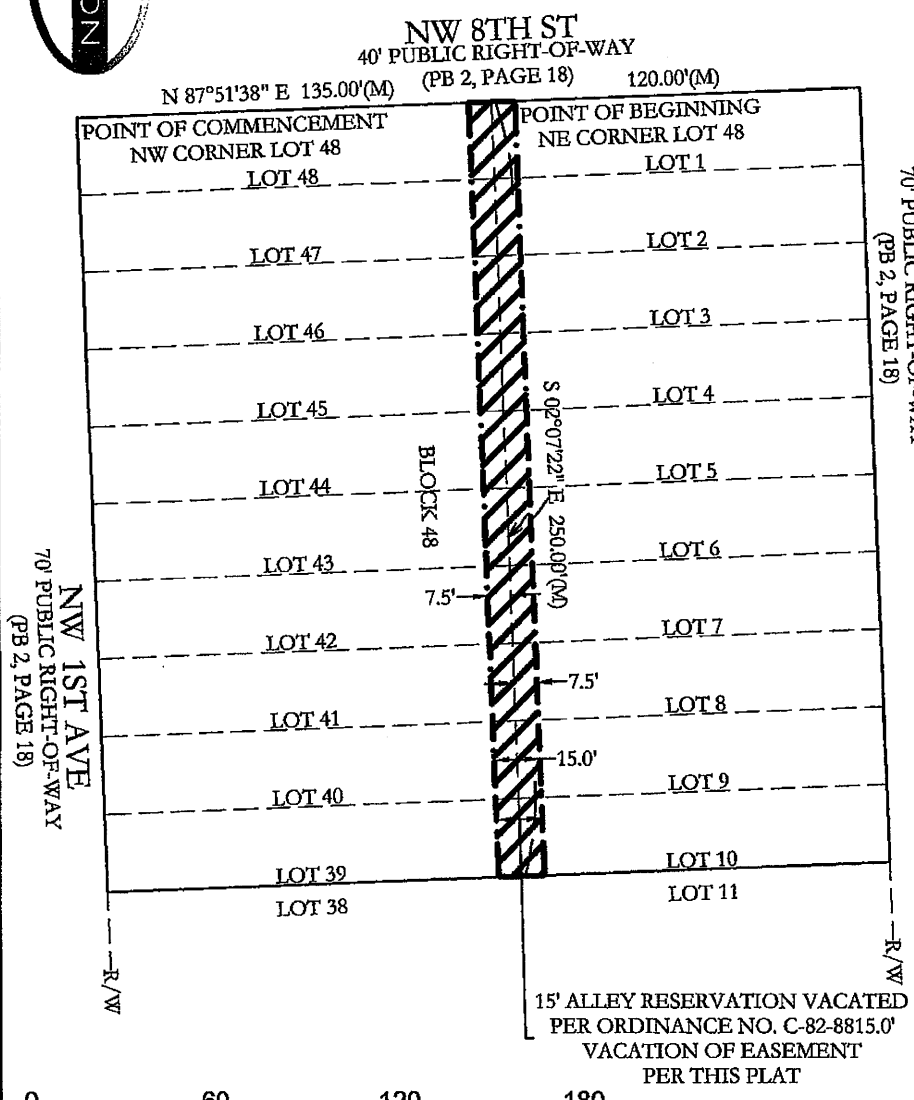 NO
NW 8TH ST
40' PUBLIC RIGHT-OF-WAY
(PB 2, PAGE 18)
N 87°51'38" E 135.00'(M)
120.00'(M)
POINT OF COMMENCEMENT
NW CORNER LOT 48
POINT OF BEGINNING
NE CORNER LOT 48
LOT 48
LOT 1
LOT 47
LOT 2
LOT 46
LOT 3
LOT 45
LOT 4
LOT 44
LOT 5
LOT 43
LOT 6
LOT 42
LOT 7
LOT 41
LOT 8
LOT 40
LOT 9
LOT 39
LOT 10
LOT 38
LOT 11
BLOCK 48
S 02°07'22" E 250.00'(M)
7.5'
7.5'
15.0'
NW 1ST AVE
70' PUBLIC RIGHT-OF-WAY
(PB 2, PAGE 18)
70' PUBLIC RIGHT-OF-WAY
(PB 2, PAGE 18)
R/W
R/W
15' ALLEY RESERVATION VACATED
PER ORDINANCE NO. C-82-8815.0'
VACATION OF EASEMENT
PER THIS PLAT
0 60 120 180